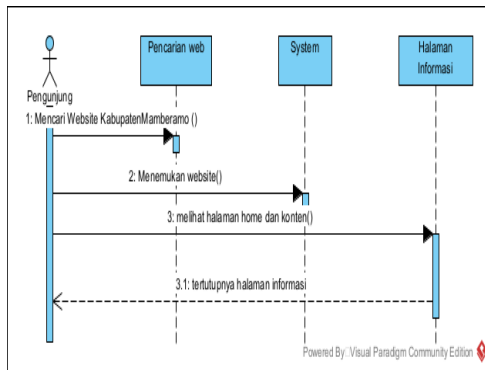 Pencarian web
System
Halaman
Informasi
Pengunjung
1: Mencari Website KabupatenMamberamo ()
2: Menemukan website()
3: melihat halaman home dan konten()
3.1: tertutupnya halaman informasi
Powered By Visual Paradigm Community Edition